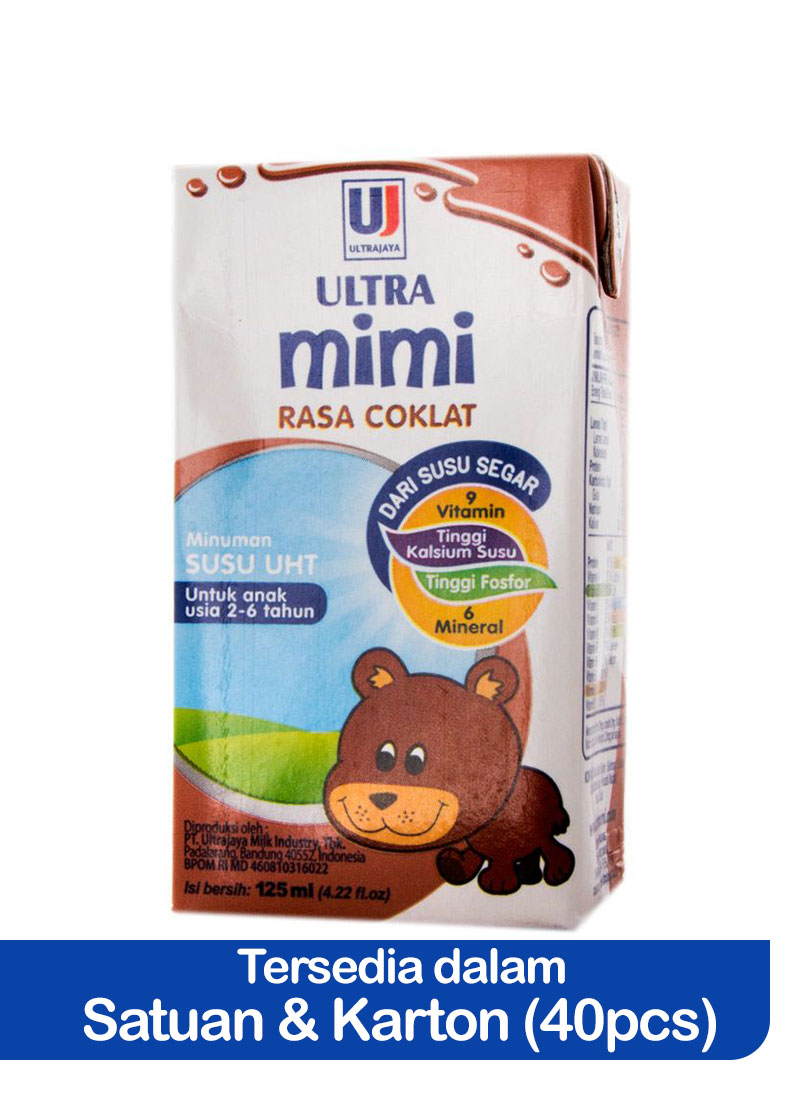 UJ
ULTRAJAYA
ULTRA
mimi
RASA COKLAT
DARI SUSU SEGAR
9
Vitamin
Tinggi
Kalsium Susu
Tinggi Fosfor
6
Mineral
Minuman
SUSU UHT
Untuk anak
usia 2-6 tahun
Diproduksi oleh :
PT. Ultrajaya Milk Industry, Tbk.
Padalarang, Bandung 40552, Indonesia
BPOM RI MD 460810316022
Isi bersih: 125 ml (4.22 fl.oz)
Tersedia dalam
Satuan & Karton (40pcs)